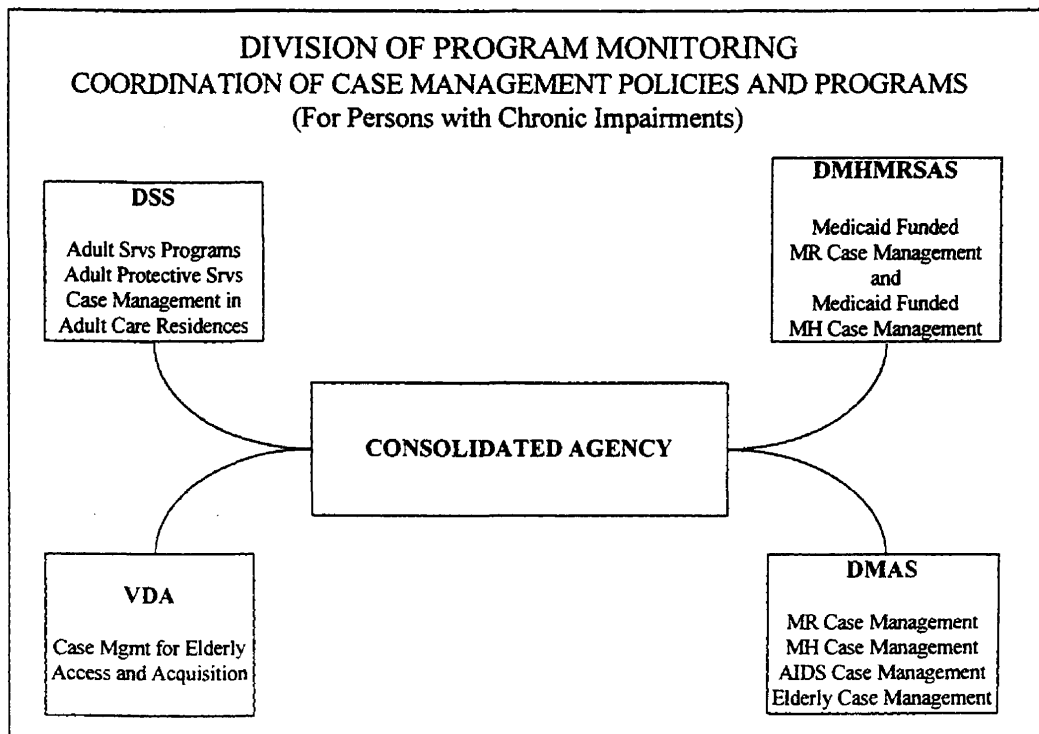 DIVISION OF PROGRAM MONITORING
COORDINATION OF CASE MANAGEMENT POLICIES AND PROGRAMS
(For Persons with Chronic Impairments)
DSS
Adult Srvs Programs
Adult Protective Srvs
Case Management in
Adult Care Residences
DMHMRSAS
Medicaid Funded
MR Case Management
and
Medicaid Funded
MH Case Management
CONSOLIDATED AGENCY
VDA
Case Mgmt for Elderly
Access and Acquisition
DMAS
MR Case Management
MH Case Management
AIDS Case Management
Elderly Case Management